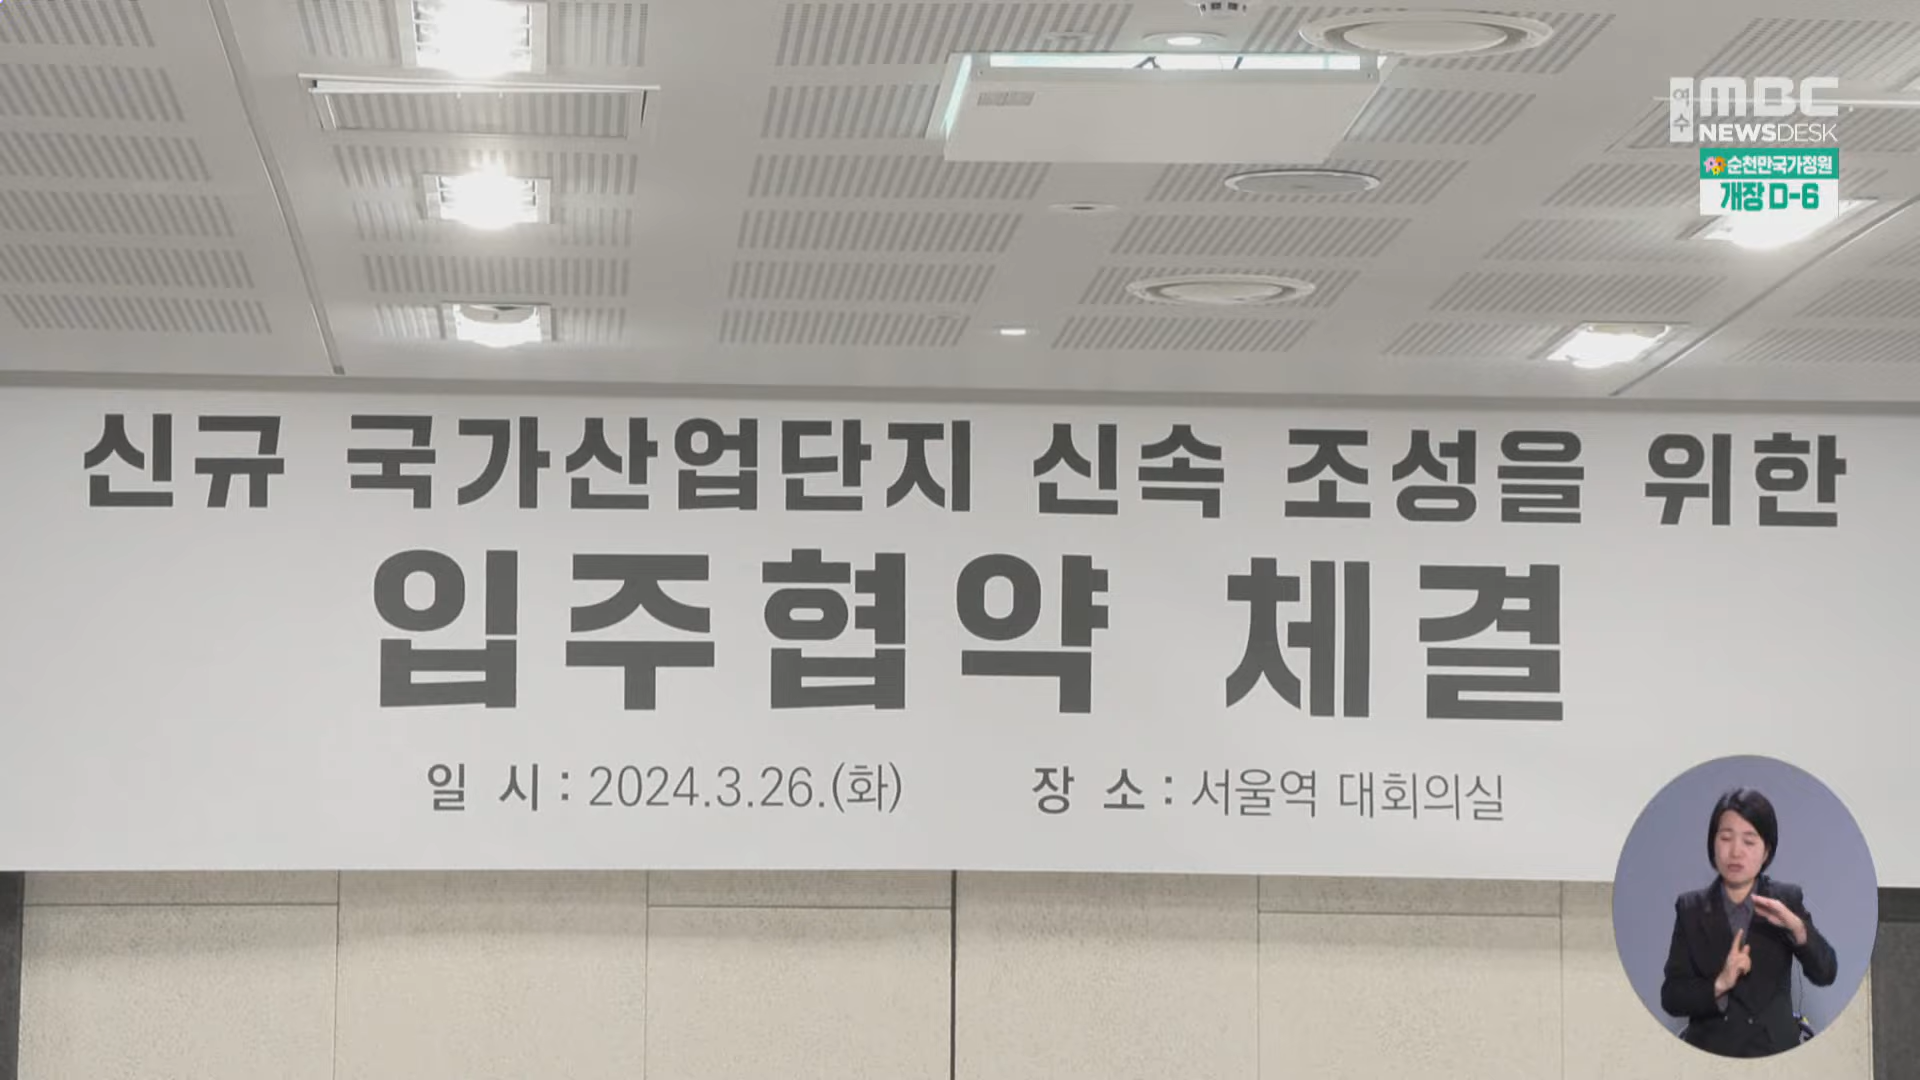 여수 MBC
NEWSDESK
순천만국가정원
개장 D-6
신규 국가산업단지 신속 조성을 위한
입주협약 체결
일 시 : 2024.3.26.(화) 장 소 : 서울역 대회의실